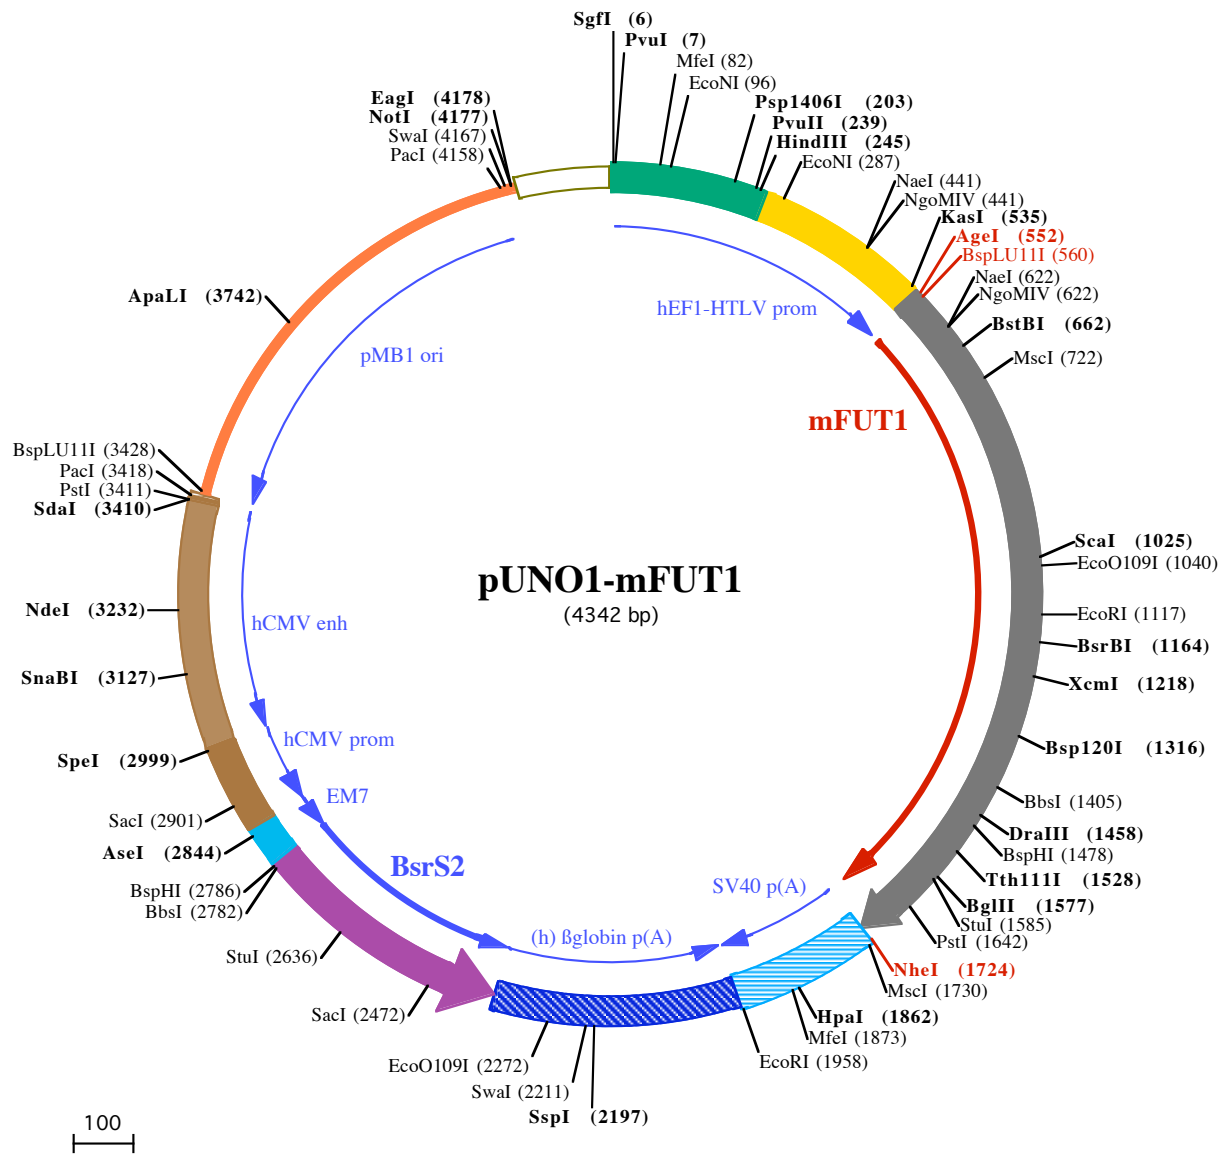 SgfI (6)
PvuI (7)
MfeI (82)
EcoNI (96)
Psp1406I (203)
PvuII (239)
HindIII (245)
EcoNI (287)
NaeI (441)
NgoMIV (441)
KasI (535)
AgeI (552)
BspLU11I (560)
NaeI (622)
NgoMIV (622)
BstBI (662)
MscI (722)
ScaI (1025)
EcoO109I (1040)
EcoRI (1117)
BsrBI (1164)
XcmI (1218)
Bsp120I (1316)
BbsI (1405)
DraIII (1458)
BspHI (1478)
Tth111I (1528)
BglII (1577)
StuI (1585)
PstI (1642)
NheI (1724)
MscI (1730)
HpaI (1862)
MfeI (1873)
EcoRI (1958)
SspI (2197)
SwaI (2211)
EcoO109I (2272)
SacI (2472)
StuI (2636)
BbsI (2782)
BspHI (2786)
AseI (2844)
SacI (2901)
SpeI (2999)
SnaBI (3127)
NdeI (3232)
SdaI (3410)
PstI (3411)
PacI (3418)
BspLU11I (3428)
ApaLI (3742)
PacI (4158)
SwaI (4167)
NotI (4177)
EagI (4178)
hEF1-HTLV prom
mFUT1
SV40 p(A)
(h) ßglobin p(A)
BsrS2
EM7
hCMV prom
hCMV enh
pMB1 ori
pUNO1-mFUT1
(4342 bp)
100